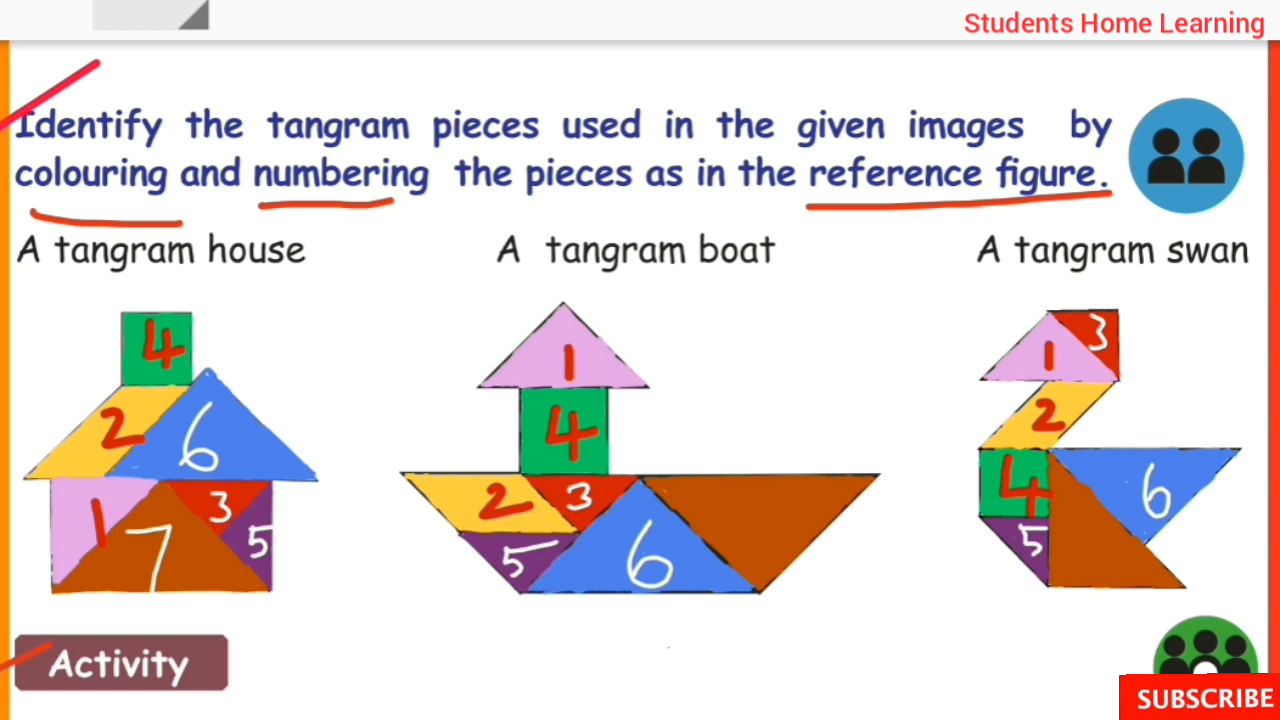 Students Home Learning
Identify the tangram pieces used in the given images by
colouring and numbering the pieces as in the reference figure.
A tangram house
A tangram boat
A tangram swan
4
2
6
1
7
3
5
1
4
2
3
5
6
1
3
2
4
5
6
Activity
SUBSCRIBE